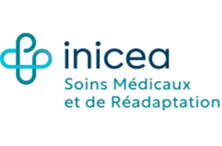 inicea
Soins Médicaux
et de Réadaptation